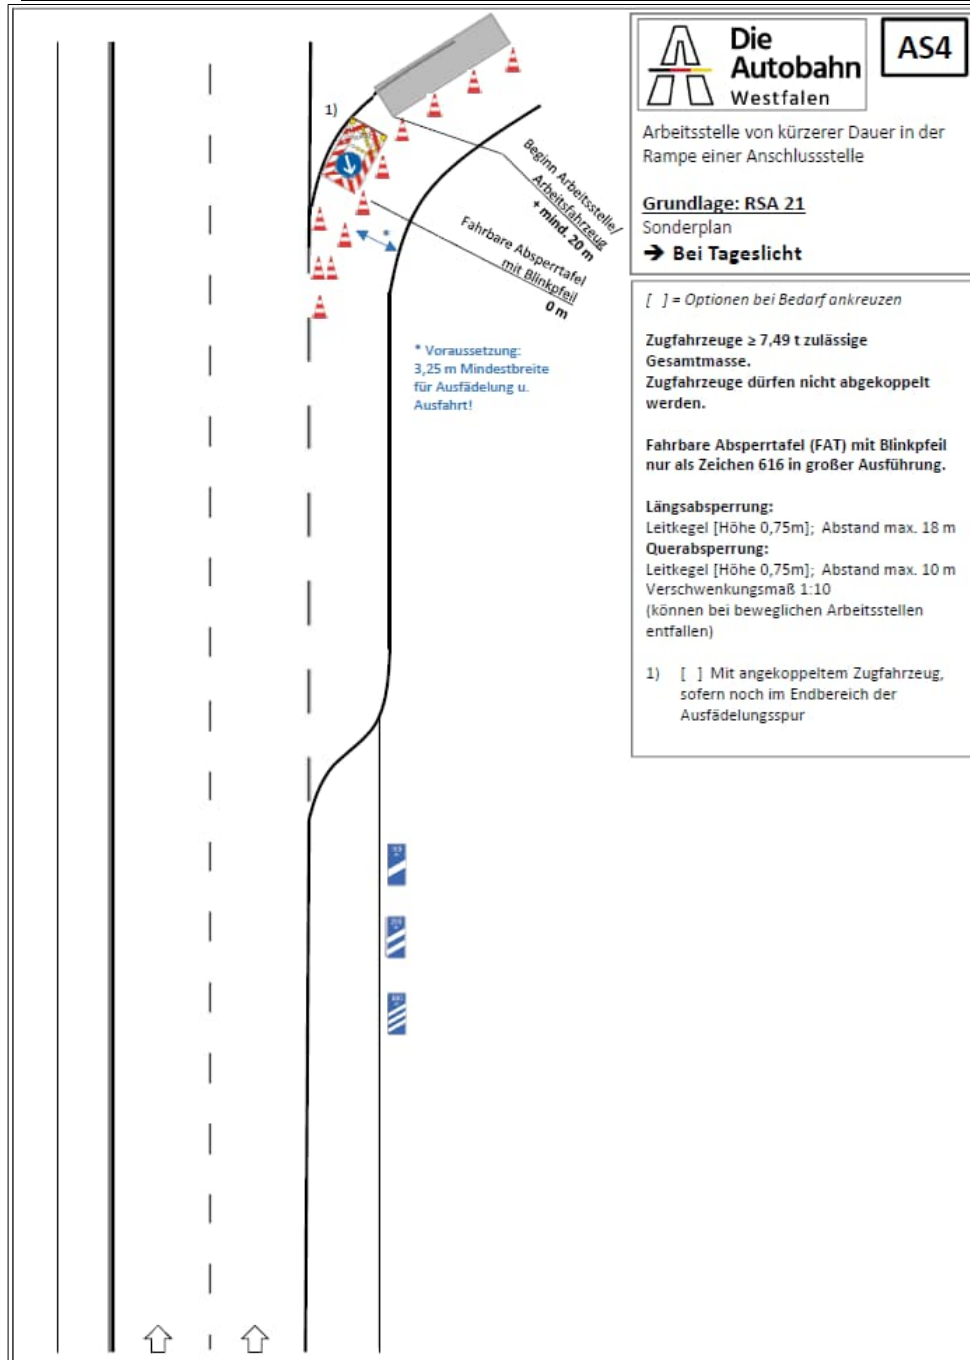 Die
Autobahn
Westfalen
AS4
Arbeitsstelle von kürzerer Dauer in der
Rampe einer Anschlussstelle
Grundlage: RSA 21
Sonderplan
➔ Bei Tageslicht
[ ] = Optionen bei Bedarf ankreuzen
Zugfahrzeuge ≥ 7,49 t zulässige
Gesamtmasse.
Zugfahrzeuge dürfen nicht abgekoppelt
werden.
Fahrbare Absperrtafel (FAT) mit Blinkpfeil
nur als Zeichen 616 in großer Ausführung.
Längsabsperrung:
Leitkegel [Höhe 0,75m]; Abstand max. 18 m
Querabsperrung:
Leitkegel [Höhe 0,75m]; Abstand max. 10 m
Verschwenkungsmaß 1:10
(können bei beweglichen Arbeitsstellen
entfallen)
1) [ ] Mit angekoppeltem Zugfahrzeug,
sofern noch im Endbereich der
Ausfädelungsspur
1)
Beginn Arbeitsstelle/
Arbeitsfahrzeug
+ mind. 20 m
Fahrbare Absperrtafel
mit Blinkpfeil
0 m
*
* Voraussetzung:
3,25 m Mindestbreite
für Ausfädelung u.
Ausfahrt!